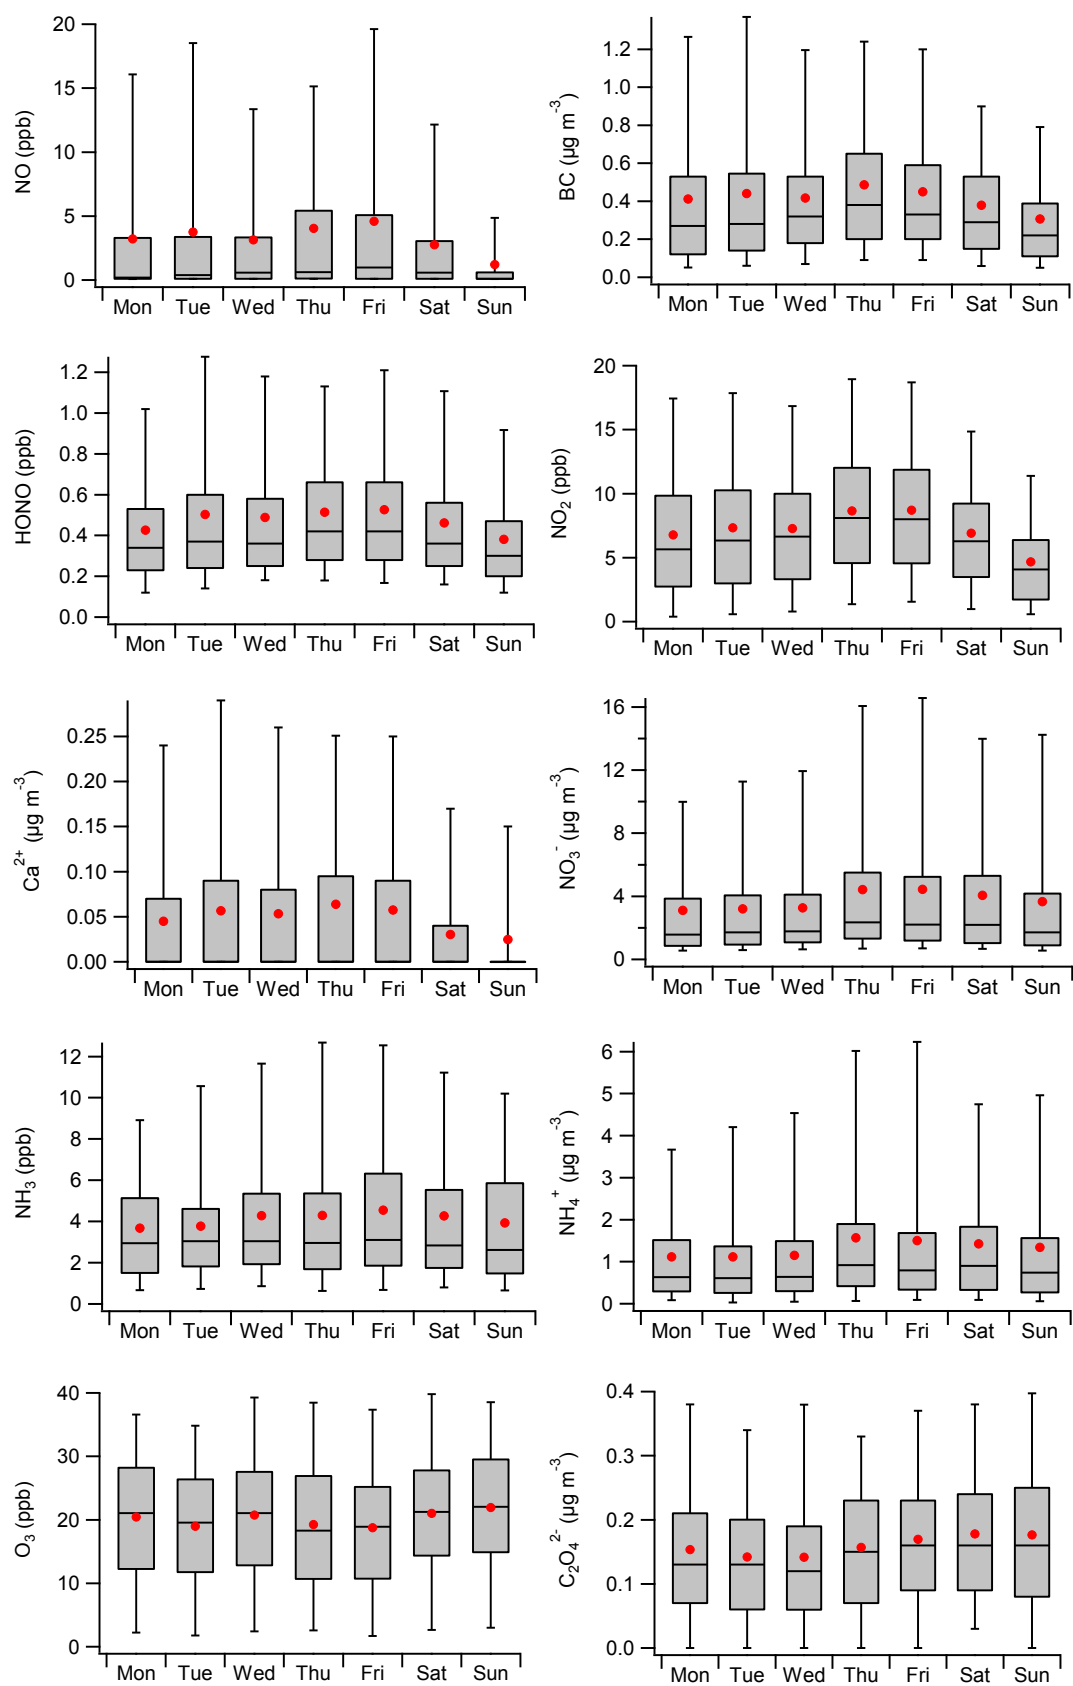 NO (ppb)
20
15
10
5
0
Mon Tue Wed Thu Fri Sat Sun
BC (µg m⁻³)
1.2
1.0
0.8
0.6
0.4
0.2
0.0
Mon Tue Wed Thu Fri Sat Sun
HONO (ppb)
1.2
1.0
0.8
0.6
0.4
0.2
0.0
Mon Tue Wed Thu Fri Sat Sun
NO₂ (ppb)
20
15
10
5
0
Mon Tue Wed Thu Fri Sat Sun
Ca²⁺ (µg m⁻³)
0.25
0.20
0.15
0.10
0.05
0.00
Mon Tue Wed Thu Fri Sat Sun
NO₃⁻ (µg m⁻³)
16
12
8
4
0
Mon Tue Wed Thu Fri Sat Sun
NH₃ (ppb)
12
10
8
6
4
2
0
Mon Tue Wed Thu Fri Sat Sun
NH₄⁺ (µg m⁻³)
6
5
4
3
2
1
0
Mon Tue Wed Thu Fri Sat Sun
O₃ (ppb)
40
30
20
10
0
Mon Tue Wed Thu Fri Sat Sun
C₂O₄²⁻ (µg m⁻³)
0.4
0.3
0.2
0.1
0.0
Mon Tue Wed Thu Fri Sat Sun